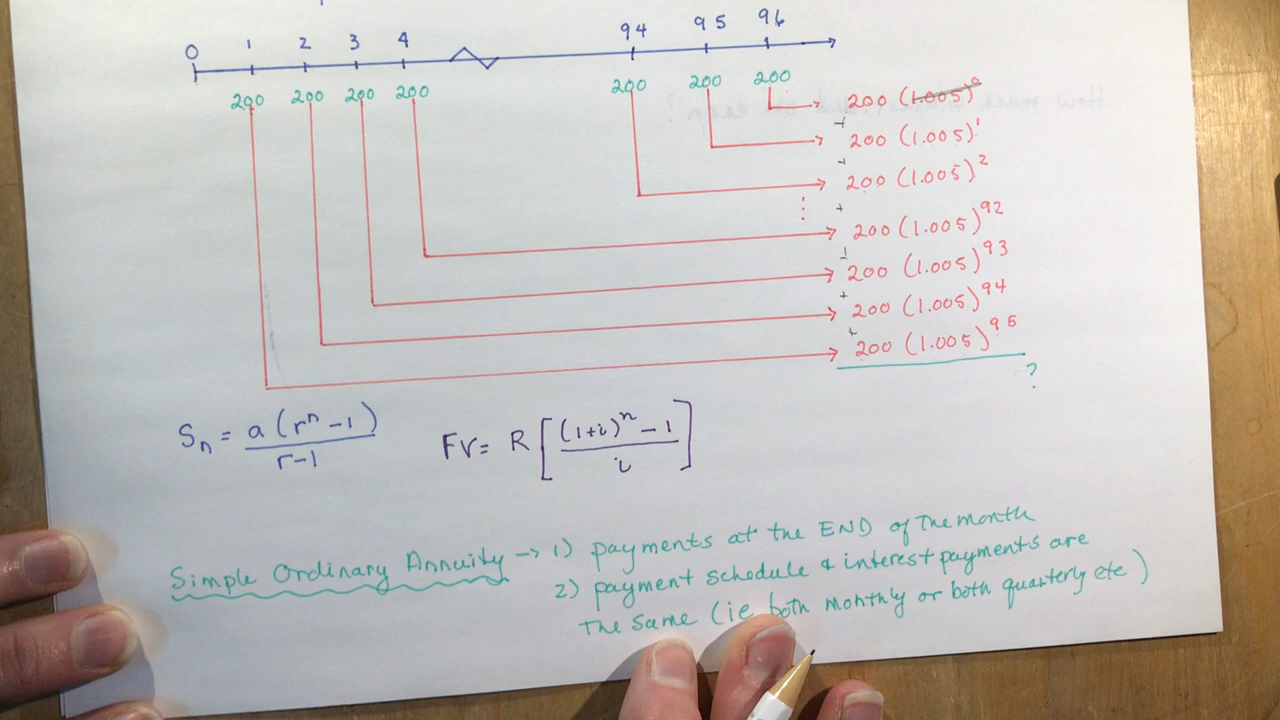 0 1 2 3 4 94 95 96
200 200 200 200 200 200 200
200 (1.005)⁰
+ 200 (1.005)¹
+ 200 (1.005)²
+ 200 (1.005)⁹²
+ 200 (1.005)⁹³
+ 200 (1.005)⁹⁴
+ 200 (1.005)⁹⁵
?
Sₙ = a(rⁿ-1) / r-1
FV = R[(1+i)ⁿ-1 / i]
Simple Ordinary Annuity → 1) payments at the END of the month
2) payment schedule & interest payments are
the same (ie both monthly or both quarterly etc)